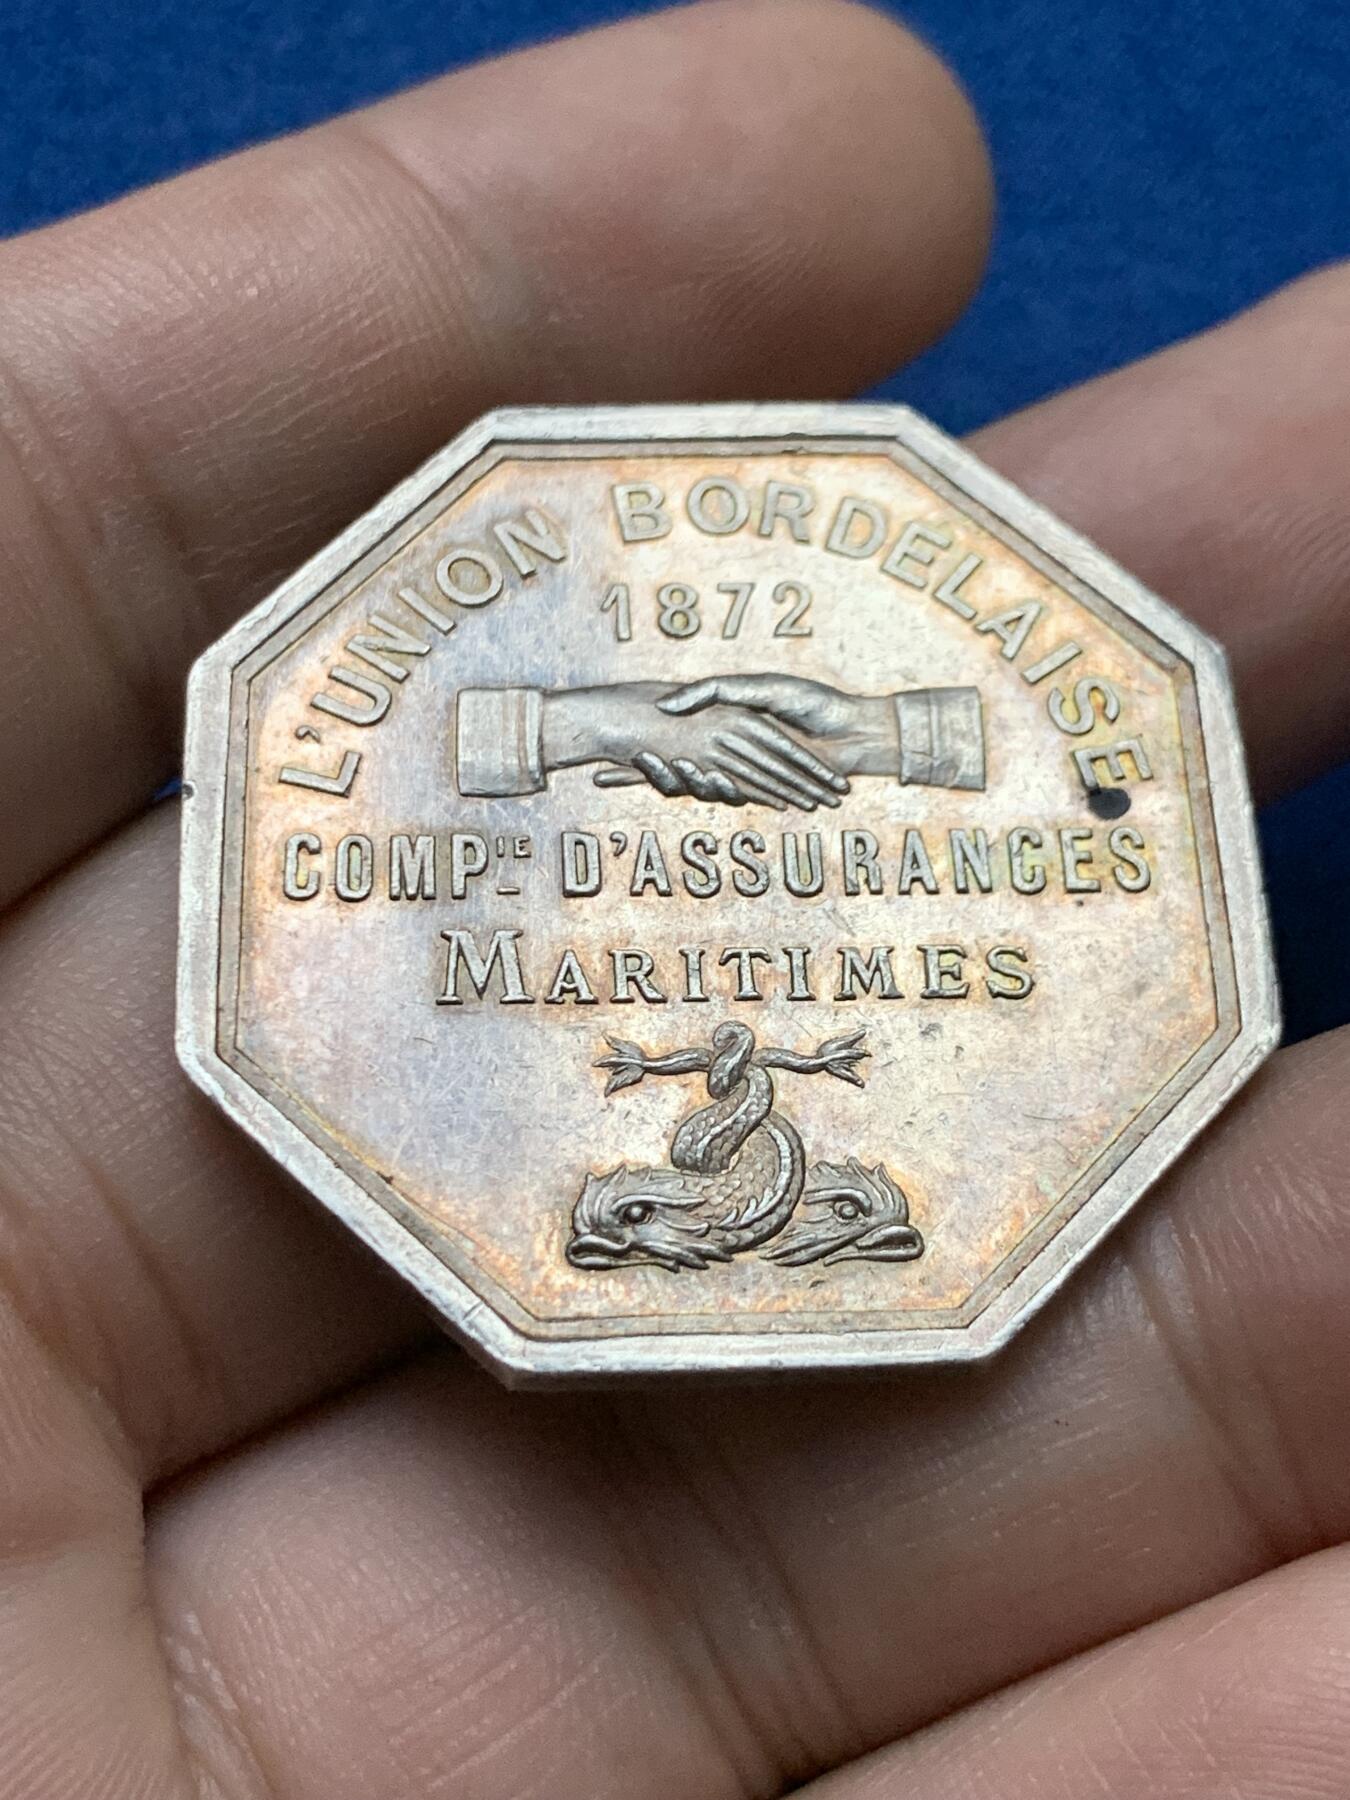 L'UNION BORDELAISE
1872
COMPIE D'ASSURANCES
MARITIMES